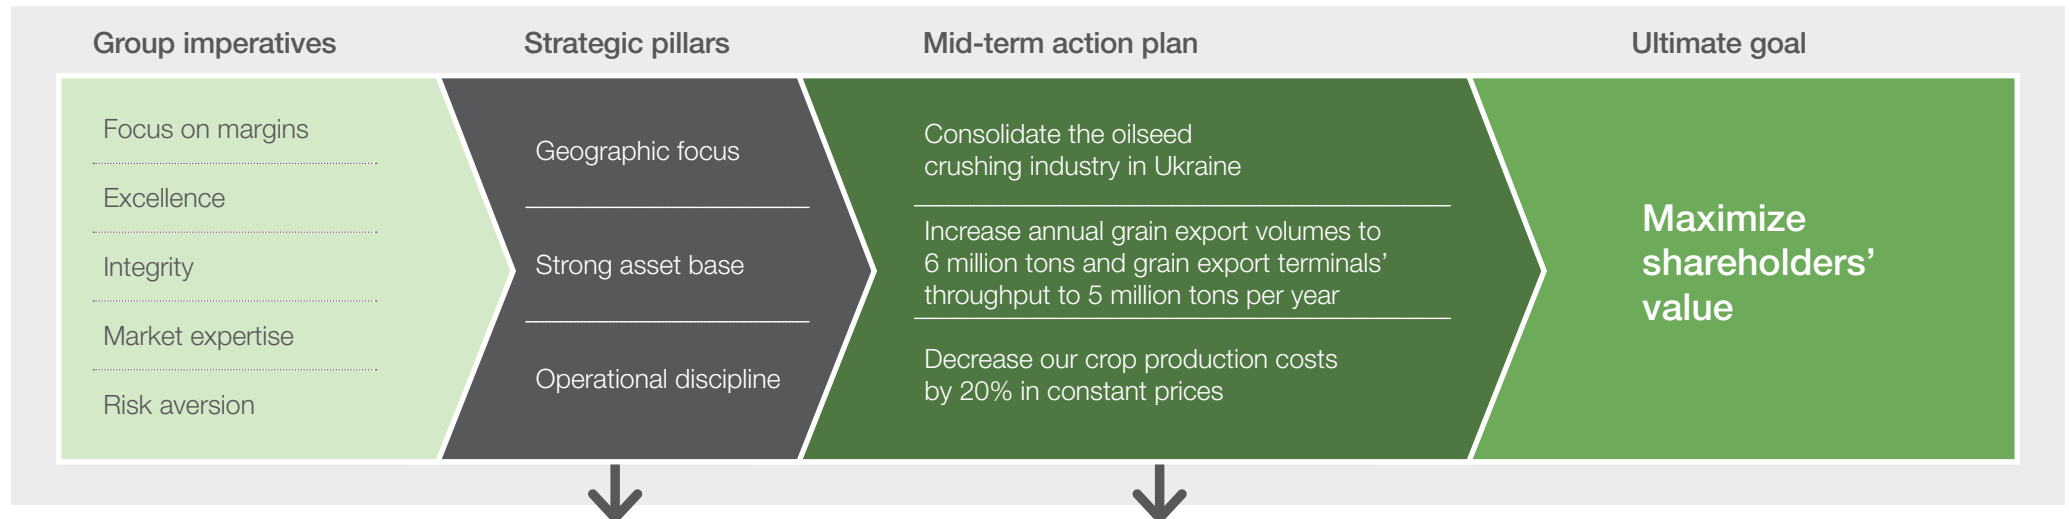 Group imperatives
Focus on margins
Excellence
Integrity
Market expertise
Risk aversion
Strategic pillars
Geographic focus
Strong asset base
Operational discipline
Mid-term action plan
Consolidate the oilseed
crushing industry in Ukraine
Increase annual grain export volumes to
6 million tons and grain export terminals’
throughput to 5 million tons per year
Decrease our crop production costs
by 20% in constant prices
Ultimate goal
Maximize
shareholders’
value